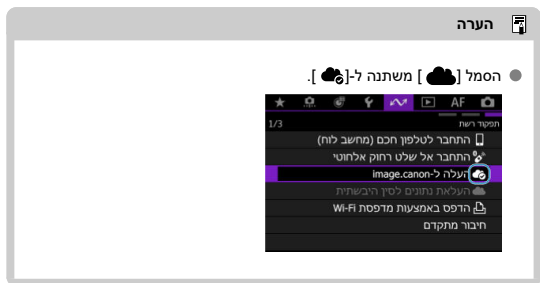 הערה
הסמל [ ] משתנה ל-[ ].
AF
תפקוד רשת
1/3
התחבר לטלפון חכם (מחשב לוח)
התחבר אל שלט רחוק אלחוטי
העלה ל-image.canon
העלאת נתונים לסין היבשתית
הדפס באמצעות מדפסת Wi-Fi
חיבור מתקדם